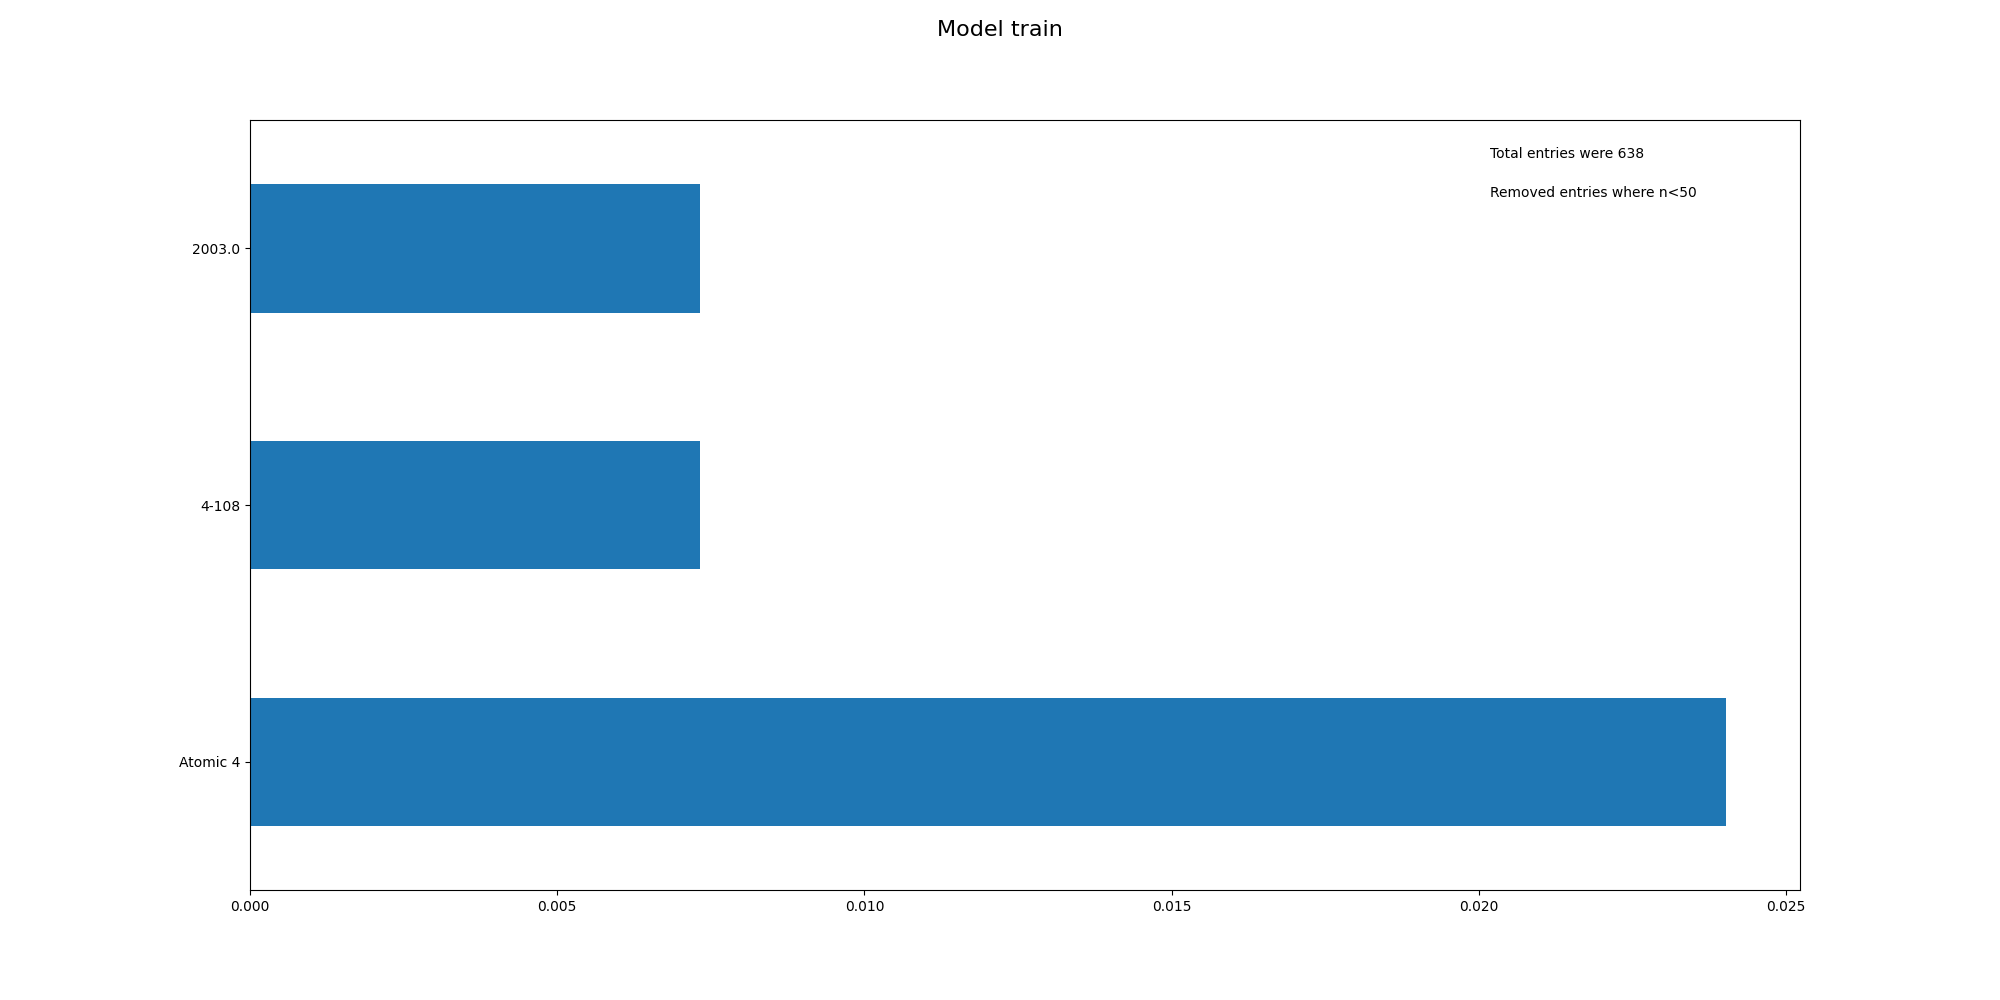 Model train
Total entries were 638
Removed entries where n<50
2003.0
4-108
Atomic 4
0.000 0.005 0.010 0.015 0.020 0.025